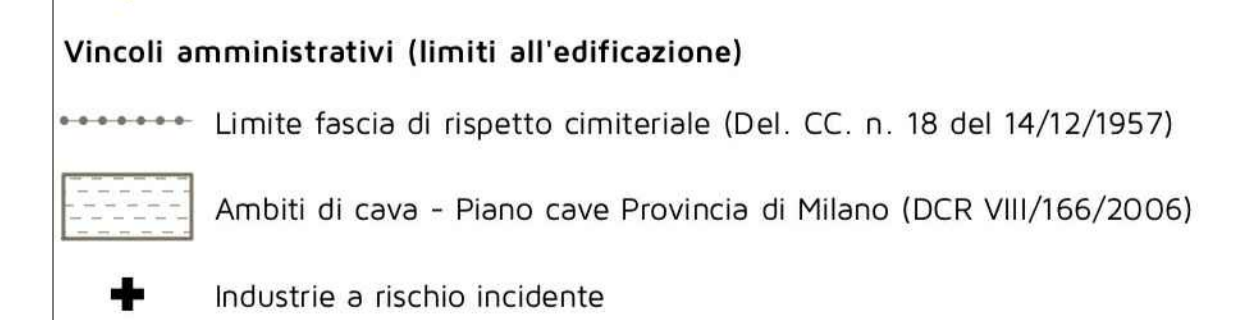 Vincoli amministrativi (limiti all'edificazione)
Limite fascia di rispetto cimiteriale (Del. CC. n. 18 del 14/12/1957)
Ambiti di cava - Piano cave Provincia di Milano (DCR VIII/166/2006)
Industrie a rischio incidente